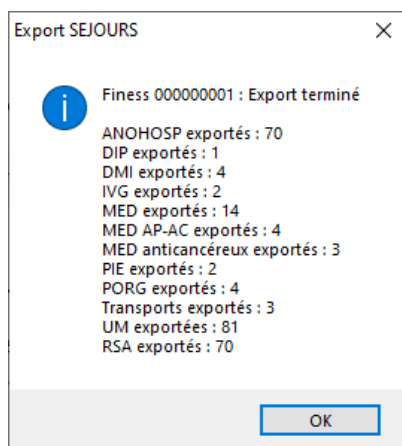 Export SEJOURS
Finess 000000001 : Export terminé
ANOHOSP exportés : 70
DIP exportés : 1
DMI exportés : 4
IVG exportés : 2
MED exportés : 14
MED AP-AC exportés : 4
MED anticancéreux exportés : 3
PIE exportés : 2
PORG exportés : 4
Transports exportés : 3
UM exportées : 81
RSA exportés : 70
OK